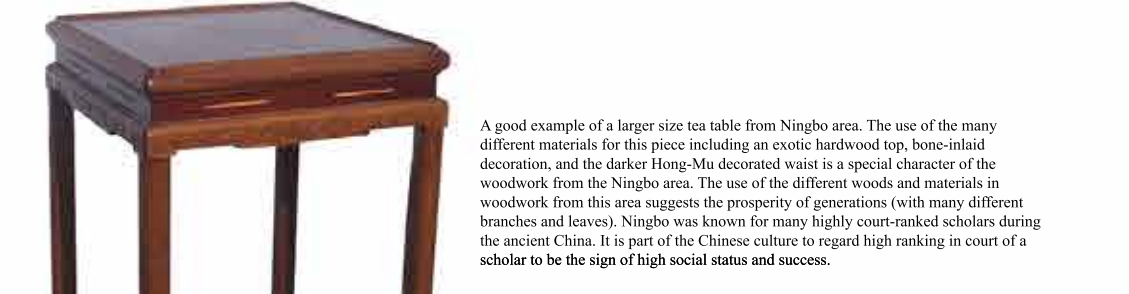 A good example of a larger size tea table from Ningbo area. The use of the many
different materials for this piece including an exotic hardwood top, bone-inlaid
decoration, and the darker Hong-Mu decorated waist is a special character of the
woodwork from the Ningbo area. The use of the different woods and materials in
woodwork from this area suggests the prosperity of generations (with many different
branches and leaves). Ningbo was known for many highly court-ranked scholars during
the ancient China. It is part of the Chinese culture to regard high ranking in court of a
scholar to be the sign of high social status and success.